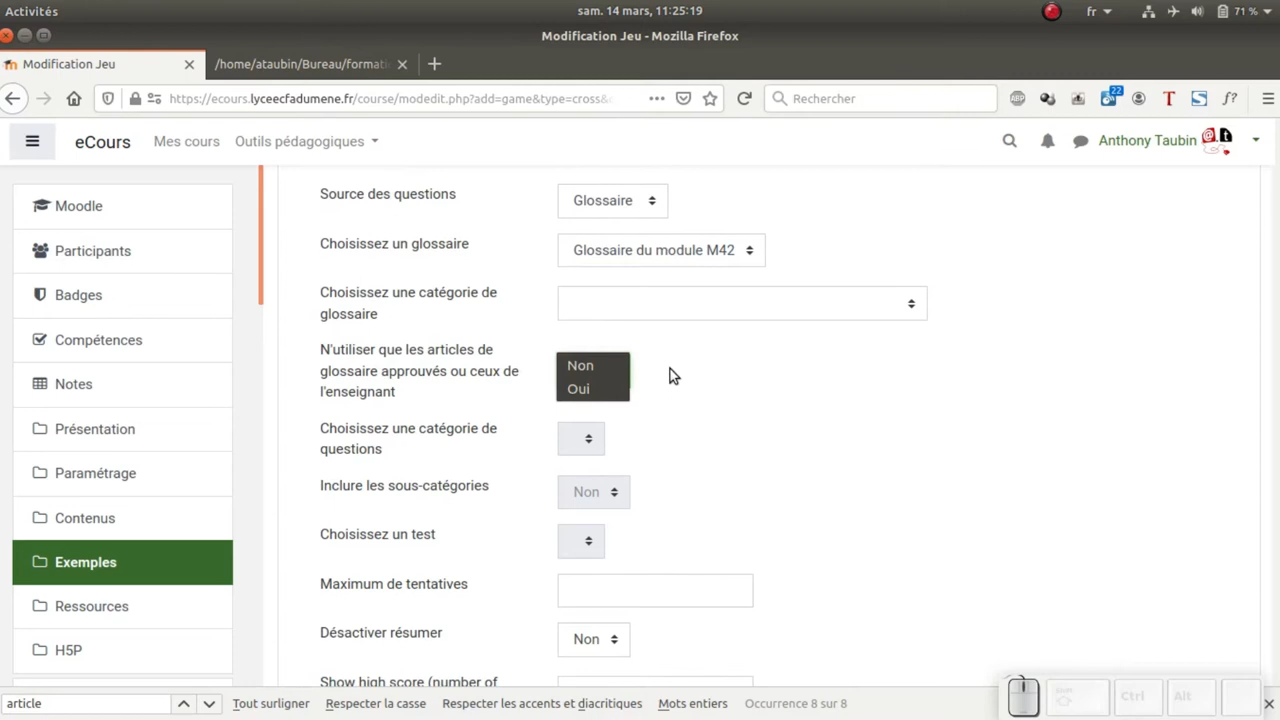 Activités
sam. 14 mars, 11:25:19
fr
71 %
Modification Jeu - Mozilla Firefox
Modification Jeu
/home/ataubin/Bureau/formati
https://ecours.lyceecfadumene.fr/course/modedit.php?add=game&type=cross&c
Rechercher
ABP
22
T
S
f?
eCours
Mes cours
Outils pédagogiques
Anthony Taubin
@
t
Moodle
Participants
Badges
Compétences
Notes
Présentation
Paramétrage
Contenus
Exemples
Ressources
H5P
Source des questions
Glossaire
Choisissez un glossaire
Glossaire du module M42
Choisissez une catégorie de
glossaire
N'utiliser que les articles de
glossaire approuvés ou ceux de
l'enseignant
Non
Oui
Choisissez une catégorie de
questions
Inclure les sous-catégories
Non
Choisissez un test
Maximum de tentatives
Désactiver résumer
Non
Show high score (number of
article
Tout surligner
Respecter la casse
Respecter les accents et diacritiques
Mots entiers
Occurrence 8 sur 8
Ctrl
Alt